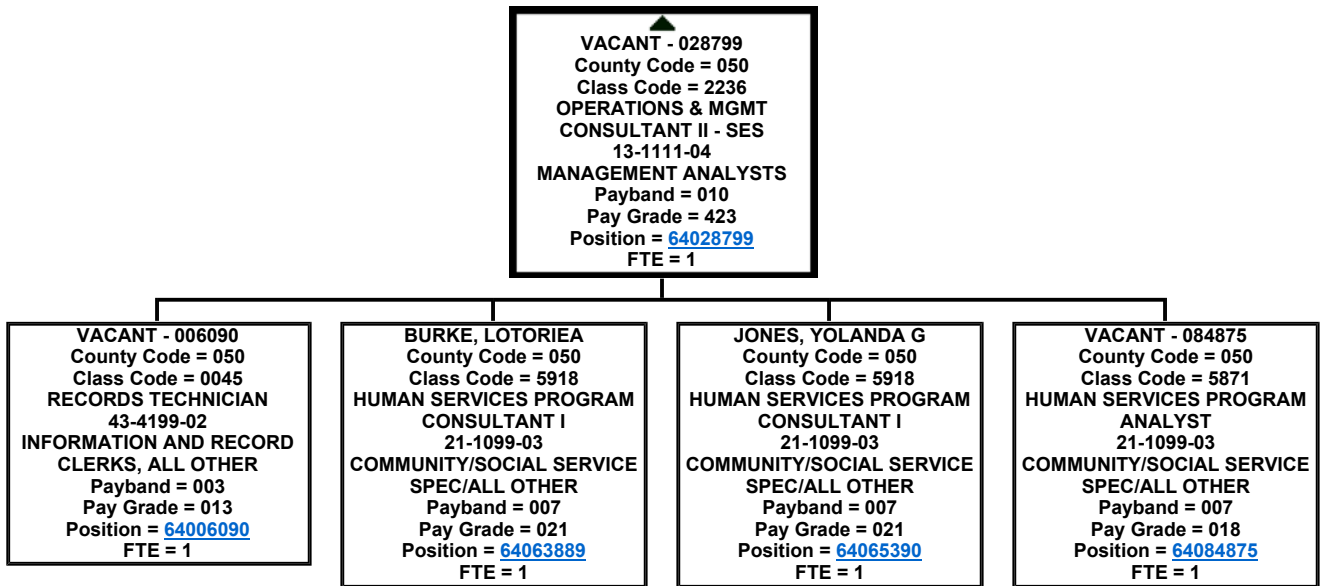 VACANT - 028799
County Code = 050
Class Code = 2236
OPERATIONS & MGMT
CONSULTANT II - SES
13-1111-04
MANAGEMENT ANALYSTS
Payband = 010
Pay Grade = 423
Position = 64028799
FTE = 1
VACANT - 006090
County Code = 050
Class Code = 0045
RECORDS TECHNICIAN
43-4199-02
INFORMATION AND RECORD
CLERKS, ALL OTHER
Payband = 003
Pay Grade = 013
Position = 64006090
FTE = 1
BURKE, LOTORIEA
County Code = 050
Class Code = 5918
HUMAN SERVICES PROGRAM
CONSULTANT I
21-1099-03
COMMUNITY/SOCIAL SERVICE
SPEC/ALL OTHER
Payband = 007
Pay Grade = 021
Position = 64063889
FTE = 1
JONES, YOLANDA G
County Code = 050
Class Code = 5918
HUMAN SERVICES PROGRAM
CONSULTANT I
21-1099-03
COMMUNITY/SOCIAL SERVICE
SPEC/ALL OTHER
Payband = 007
Pay Grade = 021
Position = 64065390
FTE = 1
VACANT - 084875
County Code = 050
Class Code = 5871
HUMAN SERVICES PROGRAM
ANALYST
21-1099-03
COMMUNITY/SOCIAL SERVICE
SPEC/ALL OTHER
Payband = 007
Pay Grade = 018
Position = 64084875
FTE = 1